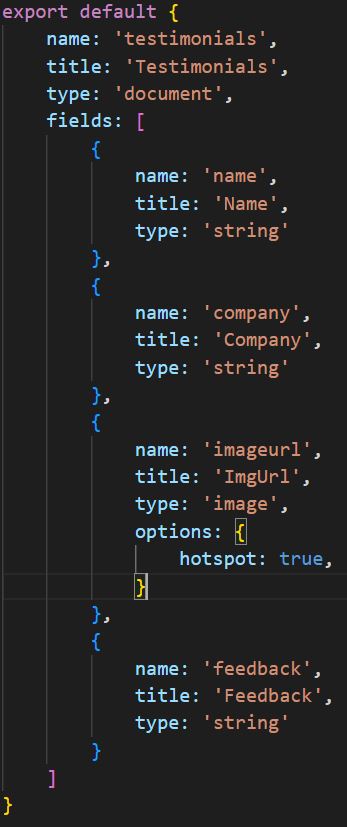 export default {
    name: 'testimonials',
    title: 'Testimonials',
    type: 'document',
    fields: [
        {
            name: 'name',
            title: 'Name',
            type: 'string'
        },
        {
            name: 'company',
            title: 'Company',
            type: 'string'
        },
        {
            name: 'imageurl',
            title: 'ImgUrl',
            type: 'image',
            options: {
                hotspot: true,
            }
        },
        {
            name: 'feedback',
            title: 'Feedback',
            type: 'string'
        }
    ]
}